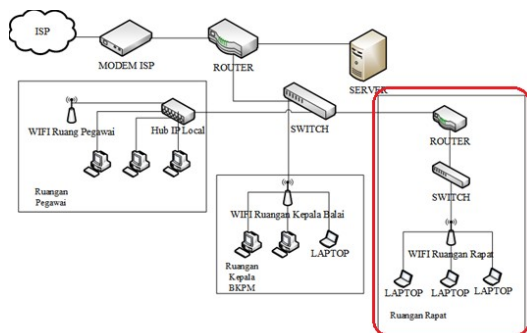 ISP
MODEM ISP
ROUTER
SERVER
SWITCH
WIFI Ruang Pegawai
Hub IP Local
Ruangan
Pegawai
WIFI Ruangan Kepala Balai
LAPTOP
Ruangan
Kepala
BKPM
ROUTER
SWITCH
WIFI Ruangan Rapat
LAPTOP
LAPTOP
LAPTOP
Ruangan Rapat